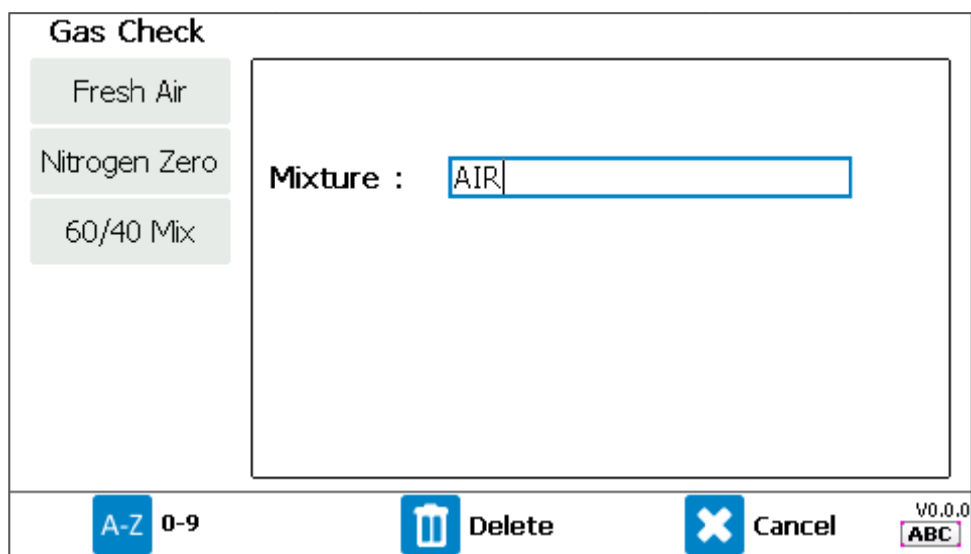 Gas Check
Fresh Air
Nitrogen Zero
60/40 Mix
Mixture : AIR
A-Z 0-9
Delete
Cancel
V0.0.0
ABC